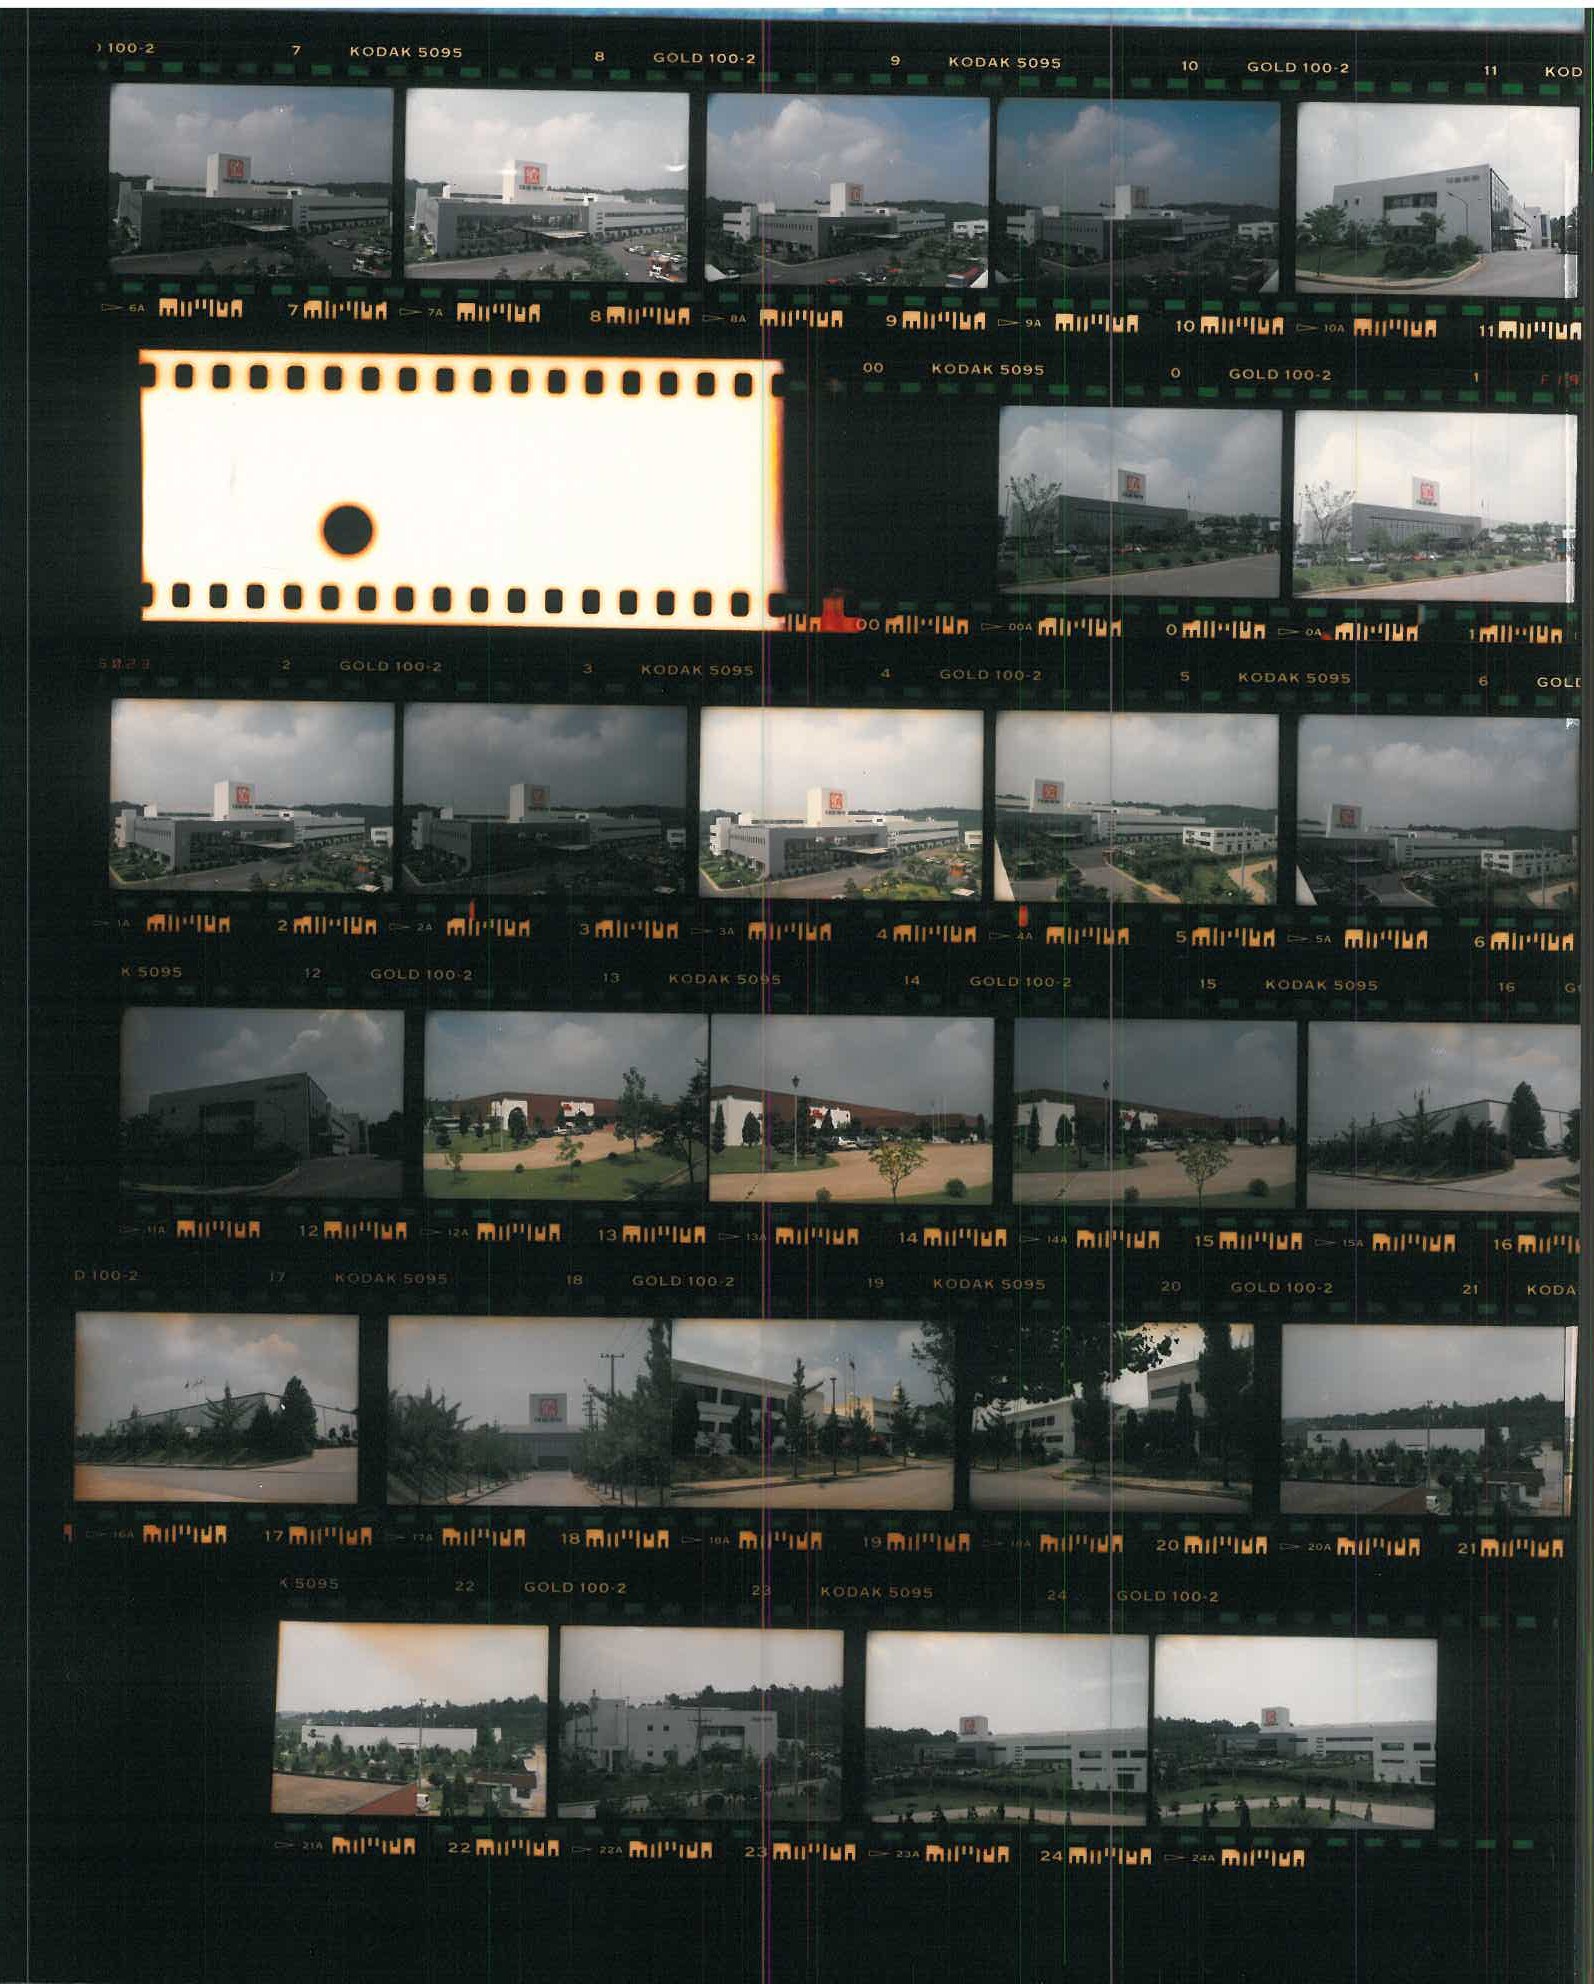 100-2 7 KODAK 5095 8 GOLD 100-2 9 KODAK 5095 10 GOLD 100-2 11 KOD
6A 7 7A 8 8A 9 9A 10 10A 11
00 KODAK 5095 0 GOLD 100-2 1
00 00A 0 0A 1
5023 2 GOLD 100-2 3 KODAK 5095 4 GOLD 100-2 5 KODAK 5095 6 GOLD
1A 2 2A 3 3A 4 4A 5 5A 6
K 5095 12 GOLD 100-2 13 KODAK 5095 14 GOLD 100-2 15 KODAK 5095 16 G
11A 12 12A 13 13A 14 14A 15 15A 16
D 100-2 17 KODAK 5095 18 GOLD 100-2 19 KODAK 5095 20 GOLD 100-2 21 KODA
16A 17 17A 18 18A 19 19A 20 20A 21
K 5095 22 GOLD 100-2 23 KODAK 5095 24 GOLD 100-2
21A 22 22A 23 23A 24 24A